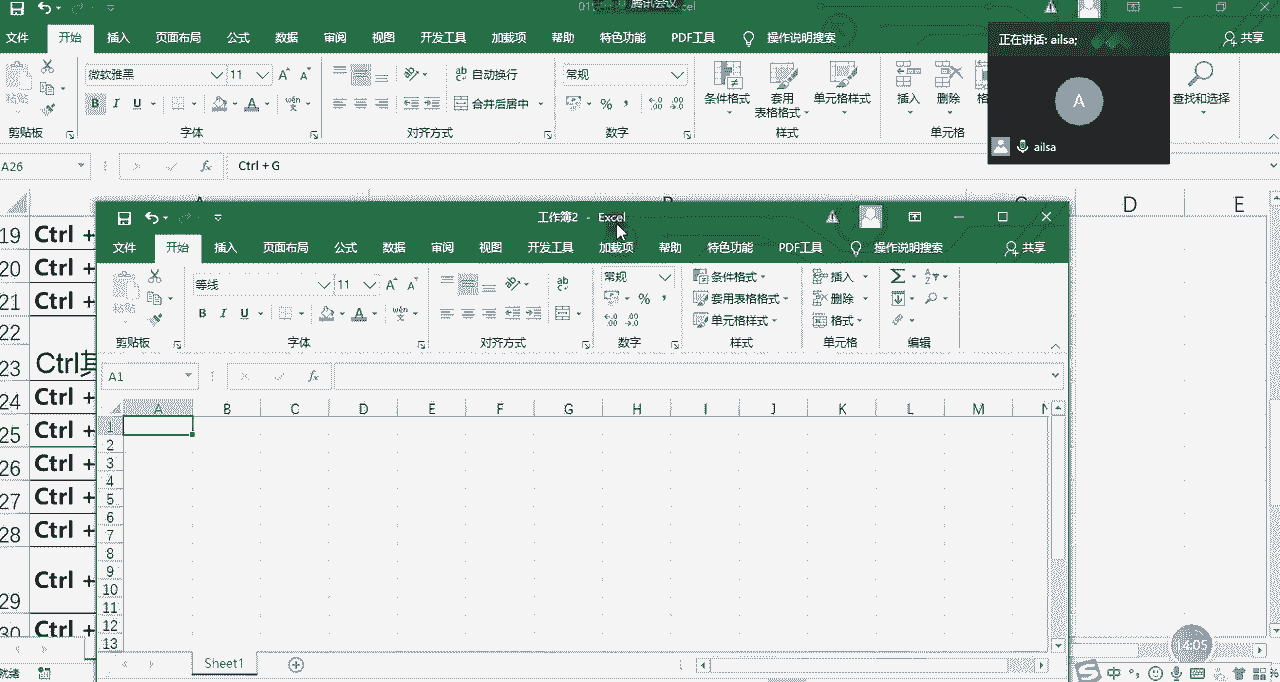 腾讯会议
文件 开始 插入 页面布局 公式 数据 审阅 视图 开发工具 加载项 帮助 特色功能 PDF工具 操作说明搜索 共享
正在讲话: ailsa;
A
ailsa
微软雅黑 11 自动换行 常规
粘贴 B I U 合并后居中 % 条件格式 套用 表格格式 单元格样式 插入 删除 查找和选择
剪贴板 字体 对齐方式 数字 样式 单元格
A26 fx Ctrl + G
D E
19 Ctrl +
20 Ctrl +
21 Ctrl +
22
23 Ctrl其
24 Ctrl +
25 Ctrl +
26 Ctrl +
27 Ctrl +
28 Ctrl +
29 Ctrl +
30 Ctrl +
工作簿2 - Excel
文件 开始 插入 页面布局 公式 数据 审阅 视图 开发工具 加载项 帮助 特色功能 PDF工具 操作说明搜索 共享
等线 11 常规 条件格式 插入
粘贴 套用表格格式 删除
B I U % 单元格样式 格式
剪贴板 字体 对齐方式 数字 样式 单元格 编辑
A1 fx
A B C D E F G H I J K L M
1
2
3
4
5
6
7
8
9
10
11
12
13
Sheet1
就绪
14:05
中